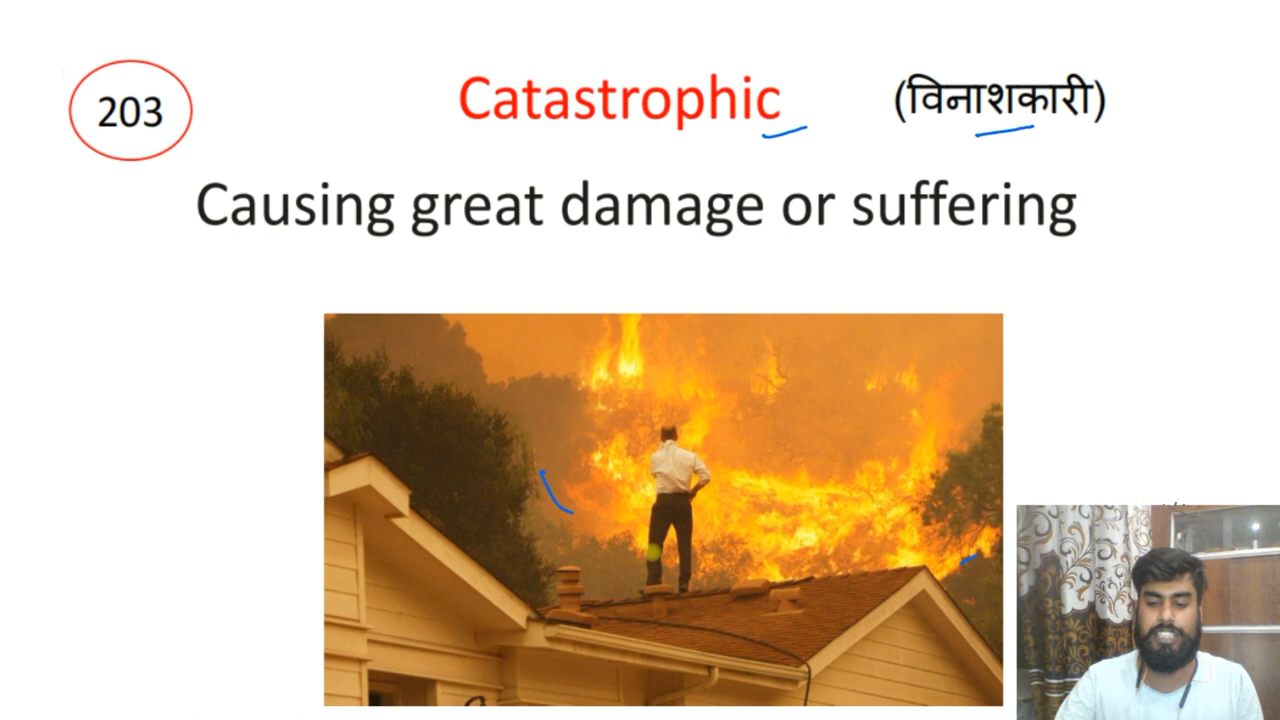 203
Catastrophic (विनाशकारी)
Causing great damage or suffering